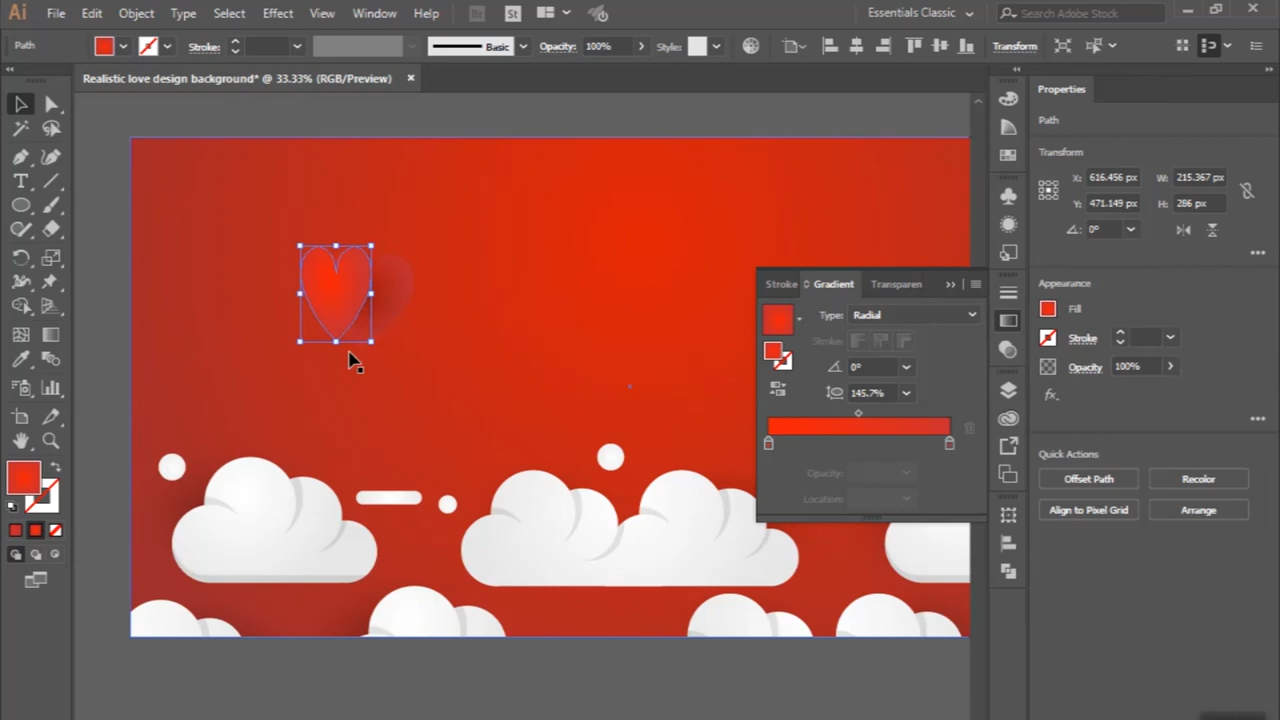 Ai File Edit Object Type Select Effect View Window Help Br St Essentials Classic Search Adobe Stock
Path Stroke: Basic Opacity: 100% Style: Transform
Realistic love design background* @ 33.33% (RGB/Preview) ×
Properties
Path
Transform
X: 616.456 px W: 215.367 px
Y: 471.149 px H: 286 px
0°
Stroke Gradient Transparen
Type: Radial
Stroke:
0°
145.7%
Opacity:
Location:
Appearance
Fill
Stroke
Opacity 100%
fx.
Quick Actions
Offset Path Recolor
Align to Pixel Grid Arrange